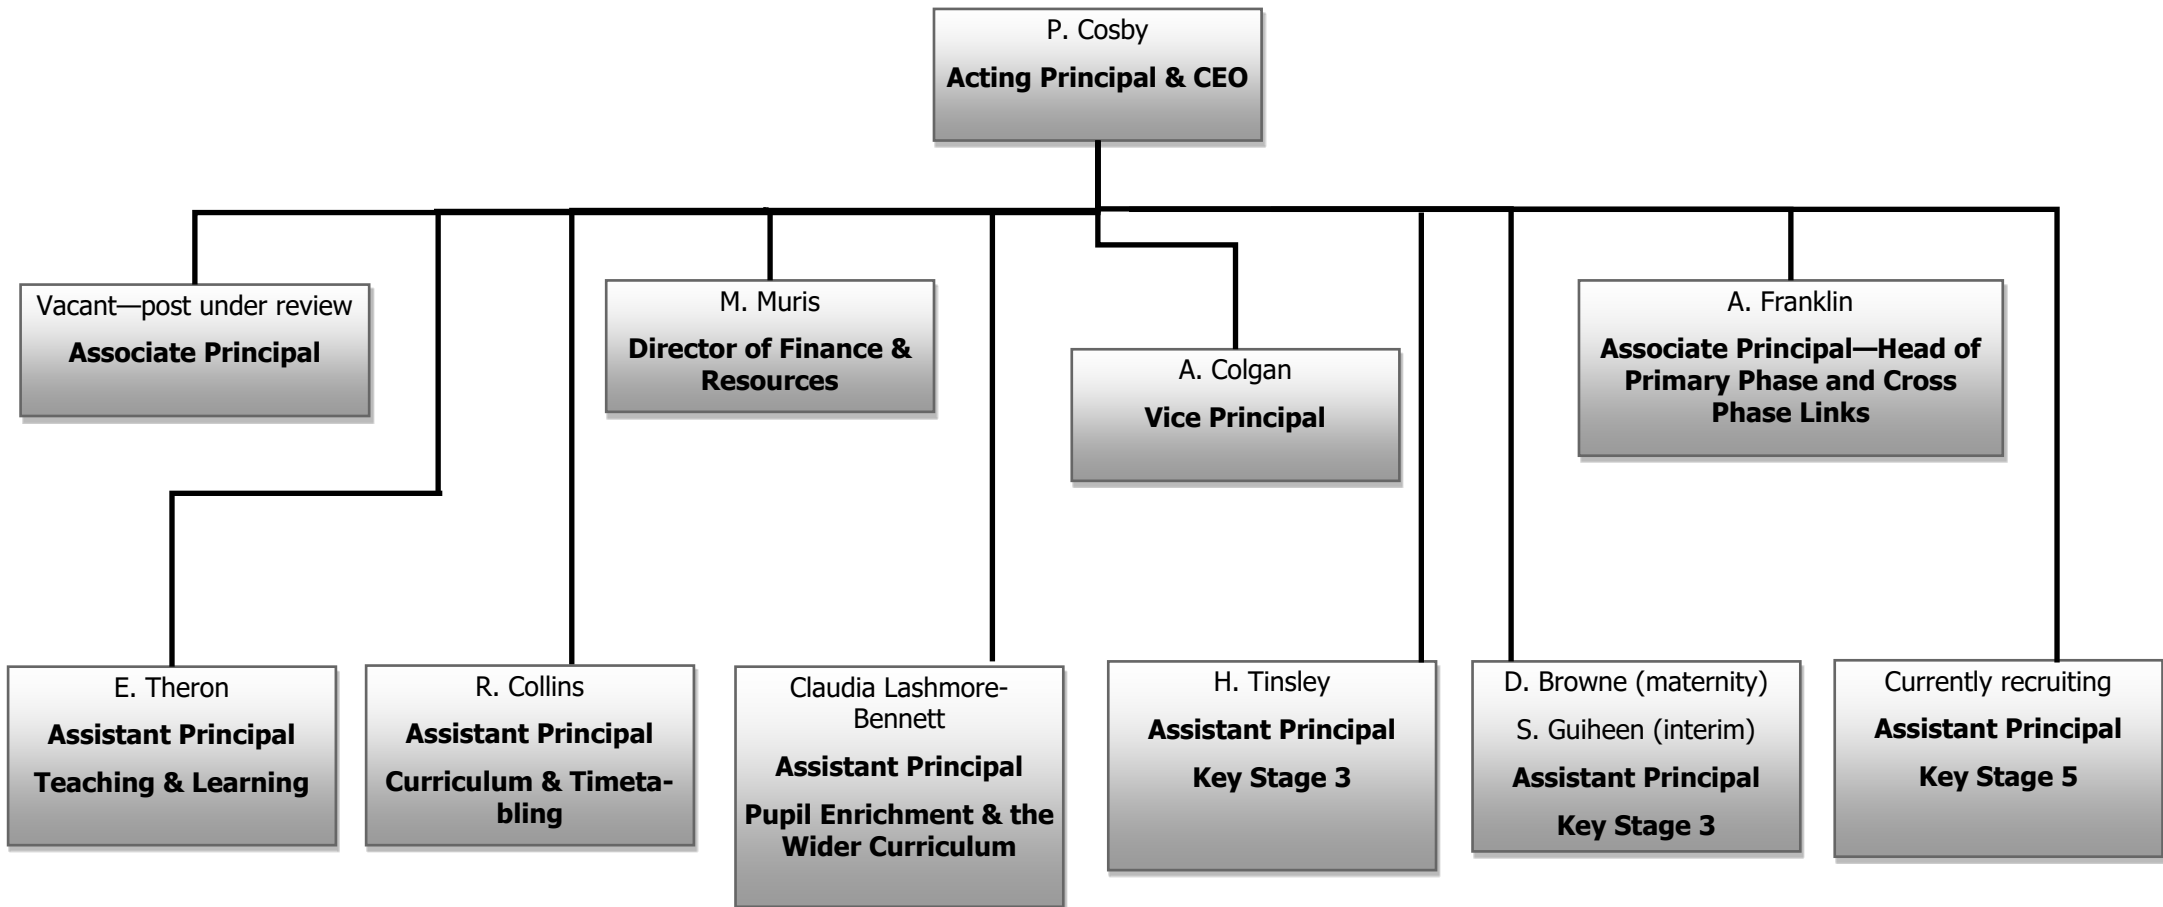 P. Cosby
Acting Principal & CEO
Vacant—post under review
Associate Principal
M. Muris
Director of Finance &
Resources
A. Colgan
Vice Principal
A. Franklin
Associate Principal—Head of
Primary Phase and Cross
Phase Links
E. Theron
Assistant Principal
Teaching & Learning
R. Collins
Assistant Principal
Curriculum & Timeta-
bling
Claudia Lashmore-
Bennett
Assistant Principal
Pupil Enrichment & the
Wider Curriculum
H. Tinsley
Assistant Principal
Key Stage 3
D. Browne (maternity)
S. Guiheen (interim)
Assistant Principal
Key Stage 3
Currently recruiting
Assistant Principal
Key Stage 5